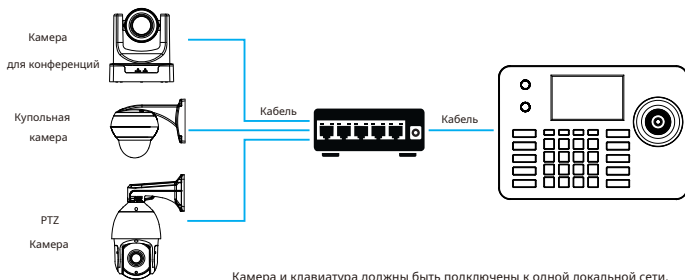 Камера
для конференций
Купольная
камера
Кабель
Кабель
PTZ
Камера
Камера и клавиатура должны быть подключены к одной локальной сети.